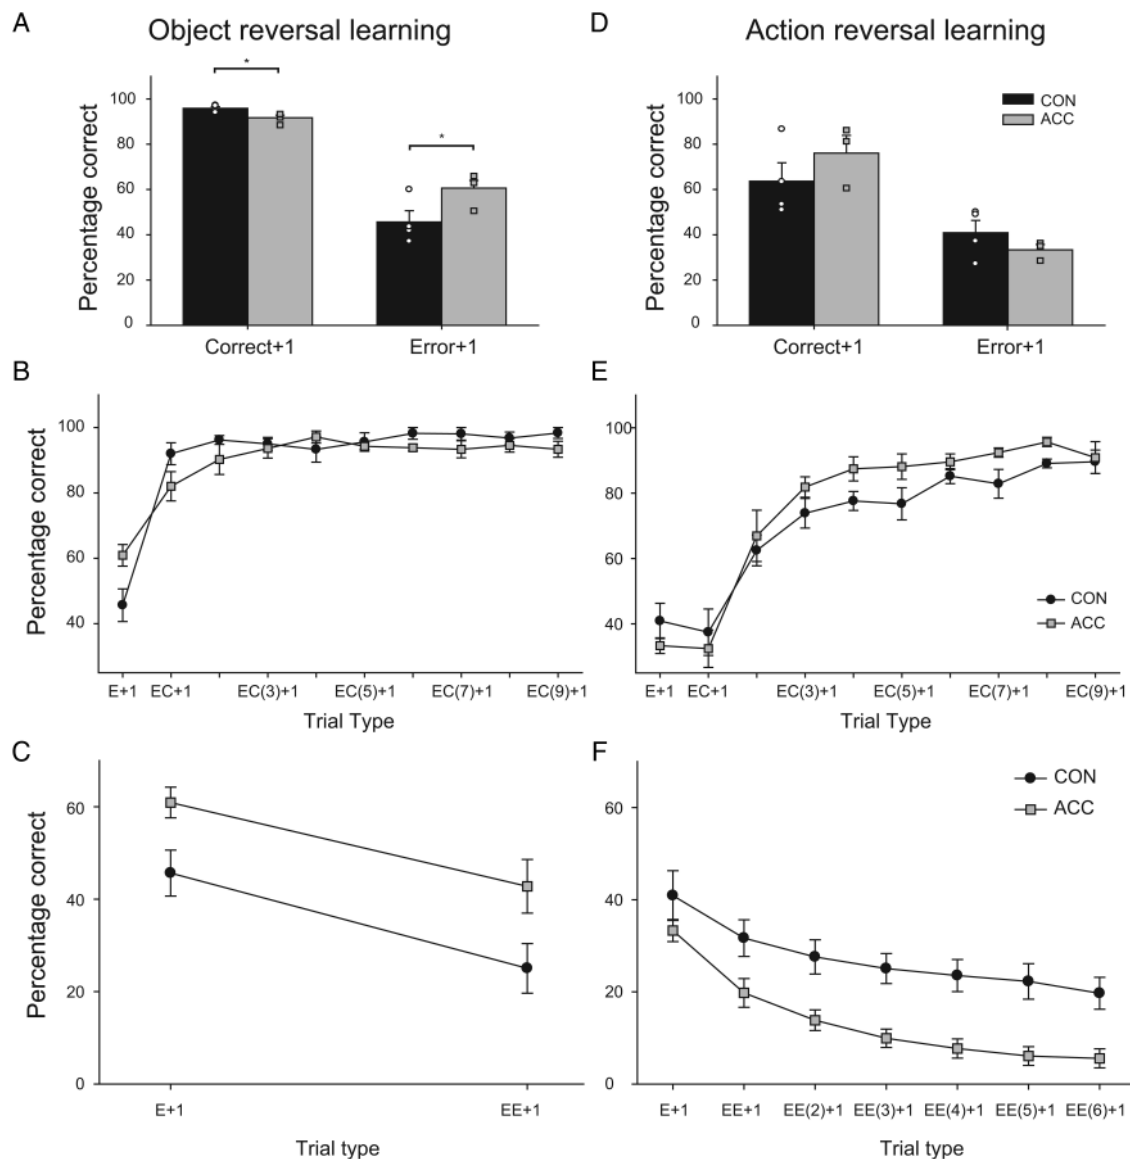 A
Object reversal learning
*
*
Percentage correct
100
80
60
40
20
0
Correct+1
Error+1
D
Action reversal learning
CON
ACC
Percentage correct
100
80
60
40
20
0
Correct+1
Error+1
B
Percentage correct
100
80
60
40
E+1 EC+1 EC(3)+1 EC(5)+1 EC(7)+1 EC(9)+1
Trial Type
E
100
80
60
40
CON
ACC
E+1 EC+1 EC(3)+1 EC(5)+1 EC(7)+1 EC(9)+1
Trial Type
C
Percentage correct
60
40
20
0
E+1 EE+1
Trial type
F
CON
ACC
60
40
20
0
E+1 EE+1 EE(2)+1 EE(3)+1 EE(4)+1 EE(5)+1 EE(6)+1
Trial type